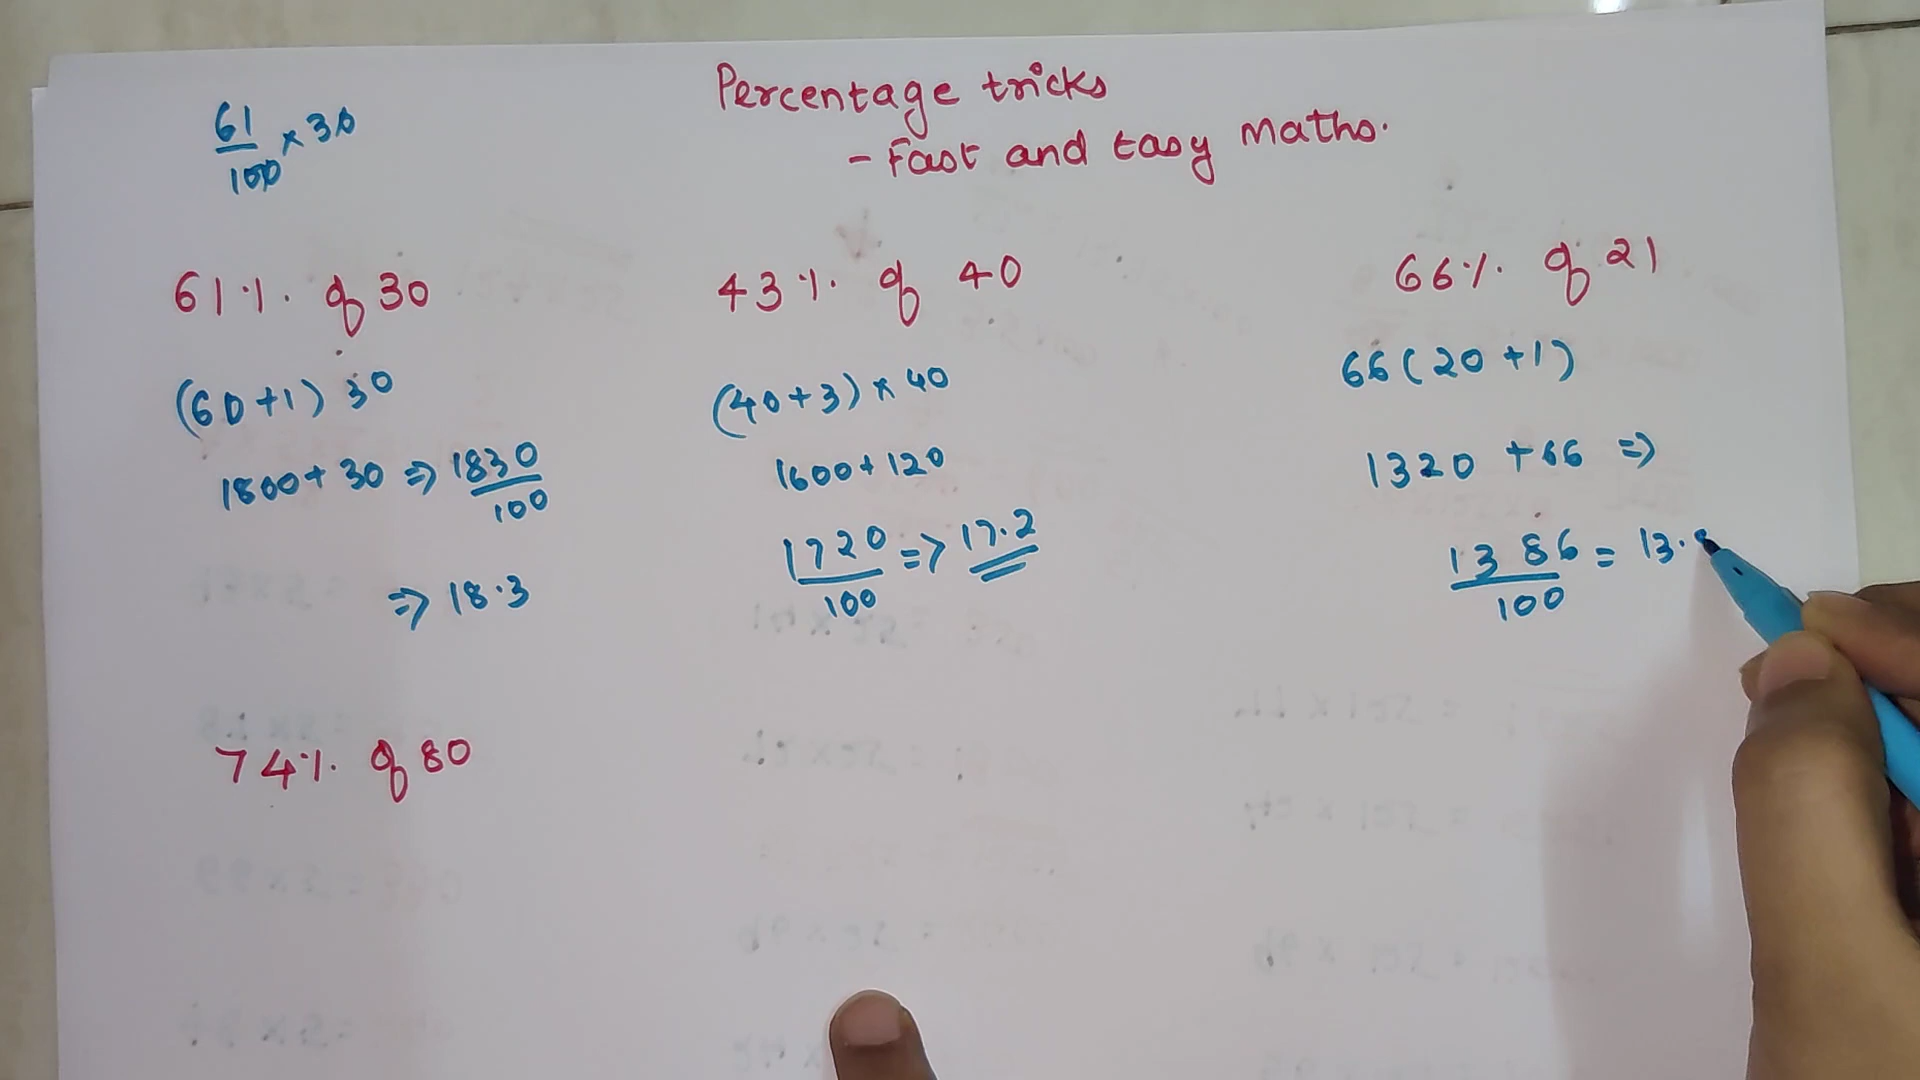 Percentage tricks
- Fast and Easy Maths.
61/100 × 30
61% of 30
(60+1) 30
1800+30 => 1830/100
=> 18.3
43% of 40
(40+3) × 40
1600+120
1720/100 => 17.2
66% of 21
66(20+1)
1320 +66 =>
1386/100 = 13.
74% of 80